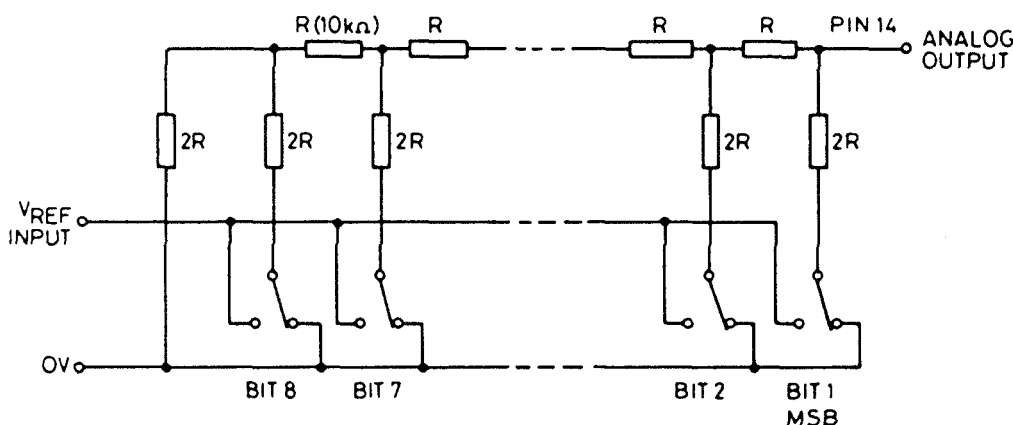 R (10kΩ)
R
R
R
PIN 14
ANALOG
OUTPUT
2R
2R
2R
2R
2R
VREF
INPUT
0V
BIT 8
BIT 7
BIT 2
BIT 1
MSB